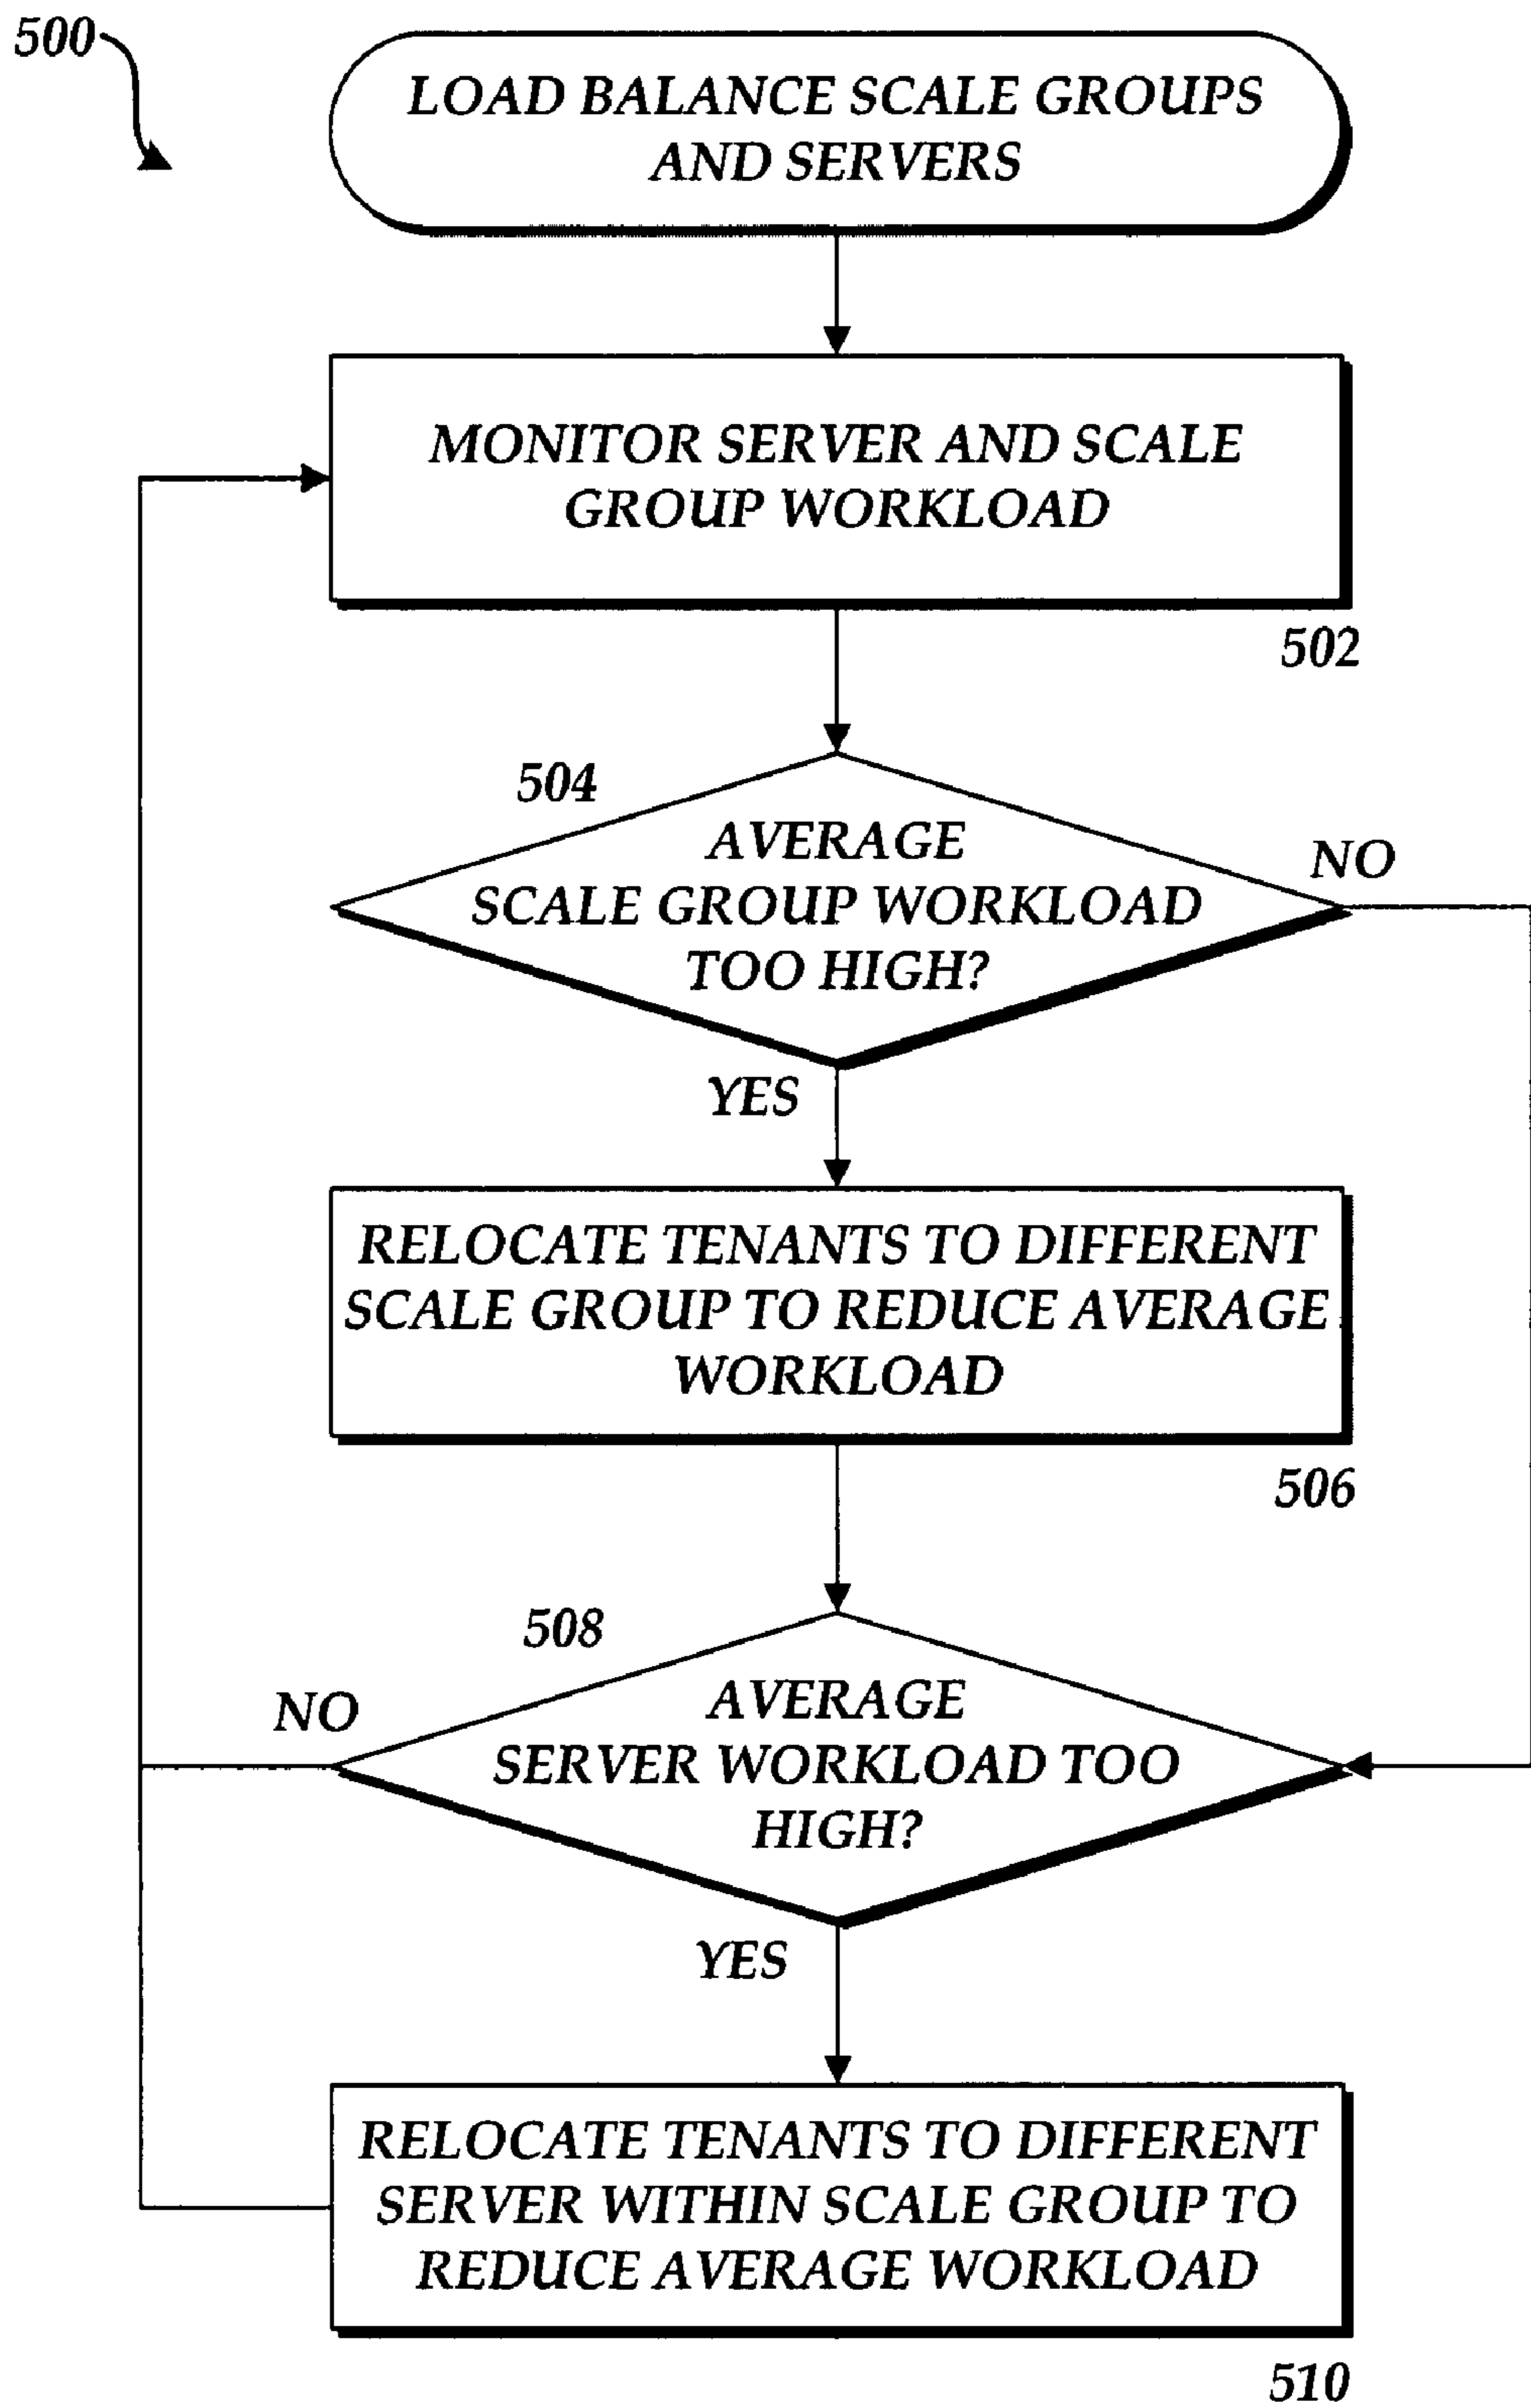 500
LOAD BALANCE SCALE GROUPS
AND SERVERS
MONITOR SERVER AND SCALE
GROUP WORKLOAD
502
504
AVERAGE
SCALE GROUP WORKLOAD
TOO HIGH?
NO
YES
RELOCATE TENANTS TO DIFFERENT
SCALE GROUP TO REDUCE AVERAGE
WORKLOAD
506
508
AVERAGE
SERVER WORKLOAD TOO
HIGH?
NO
YES
RELOCATE TENANTS TO DIFFERENT
SERVER WITHIN SCALE GROUP TO
REDUCE AVERAGE WORKLOAD
510